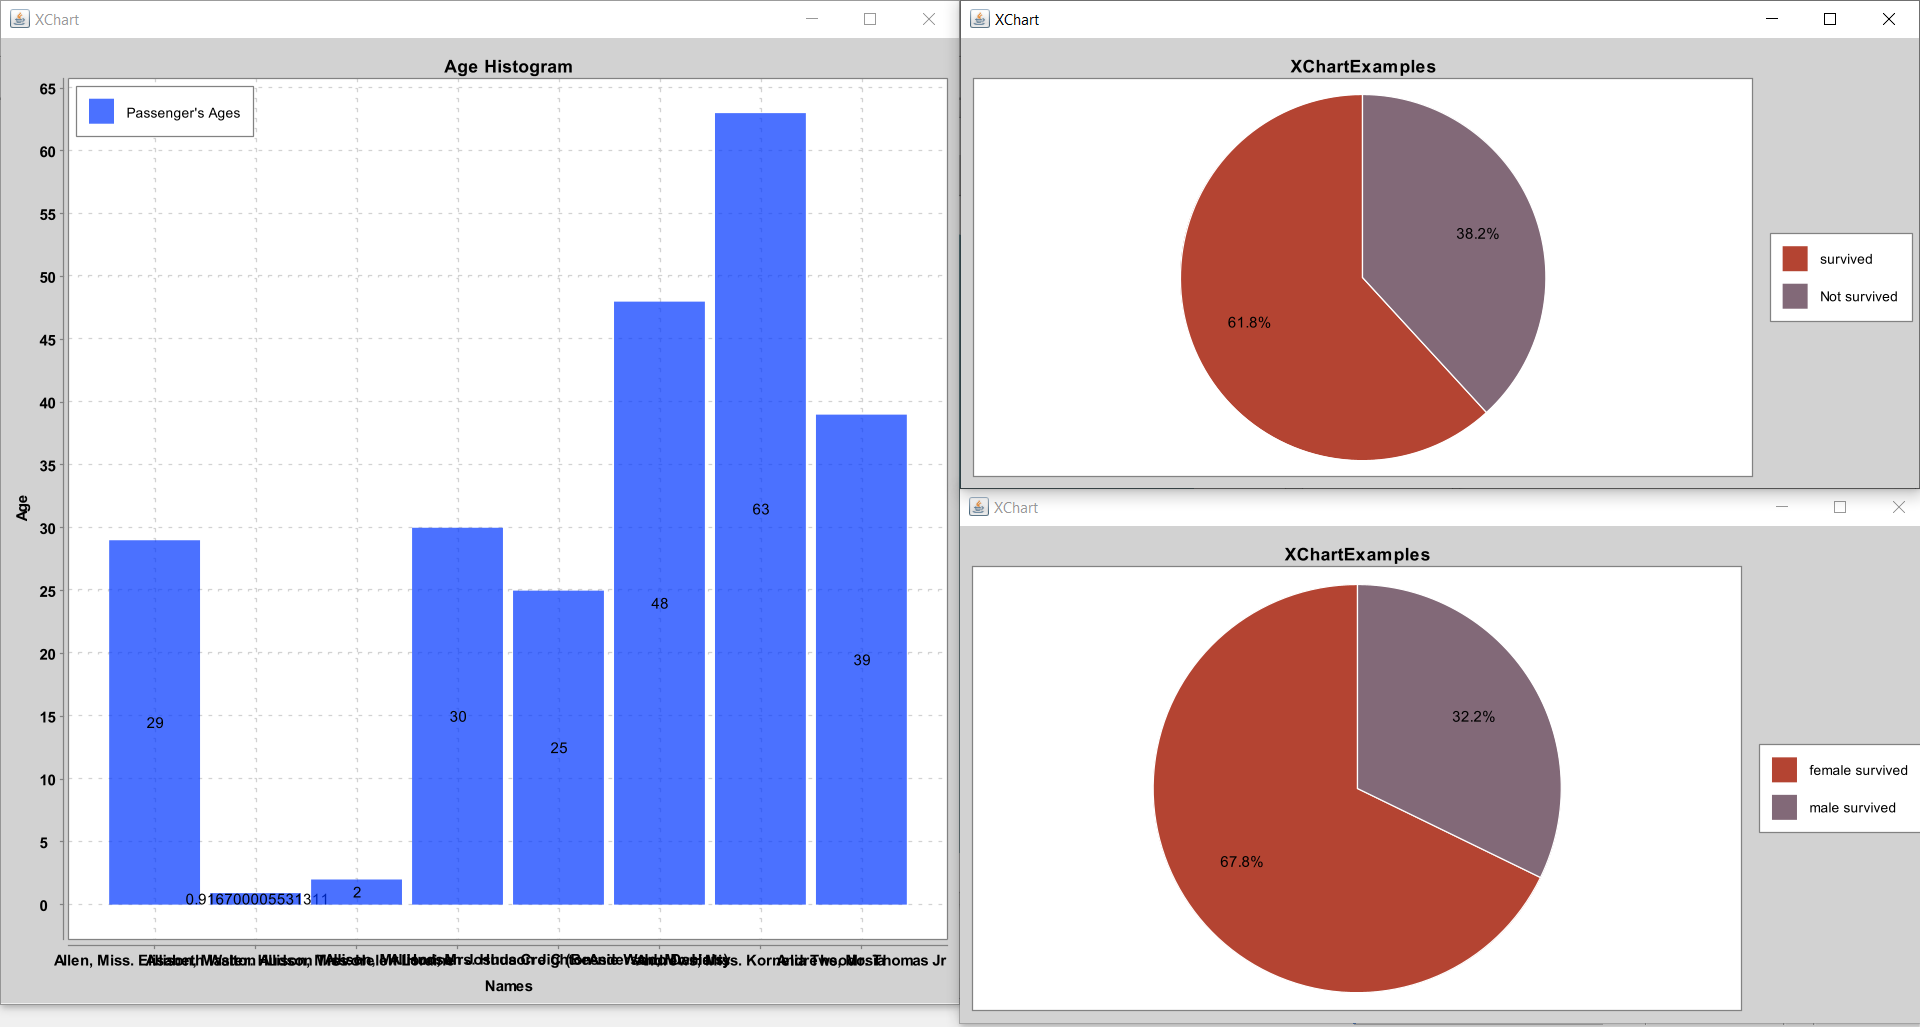 XChart
Age Histogram
Passenger's Ages
65
60
55
50
45
40
35
30
25
20
15
10
5
0
Age
29
0.916700005531311
2
30
25
48
63
39
Allen, Miss.
Thomas Jr
Names
XChart
XChartExamples
38.2%
61.8%
survived
Not survived
XChart
XChartExamples
32.2%
67.8%
female survived
male survived